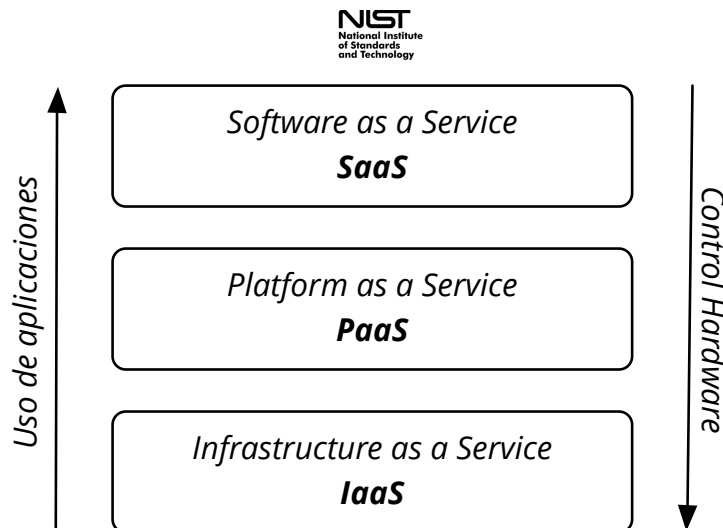 NIST
National Institute
of Standards
and Technology
Software as a Service
SaaS
Platform as a Service
PaaS
Infrastructure as a Service
IaaS
Uso de aplicaciones
Control Hardware